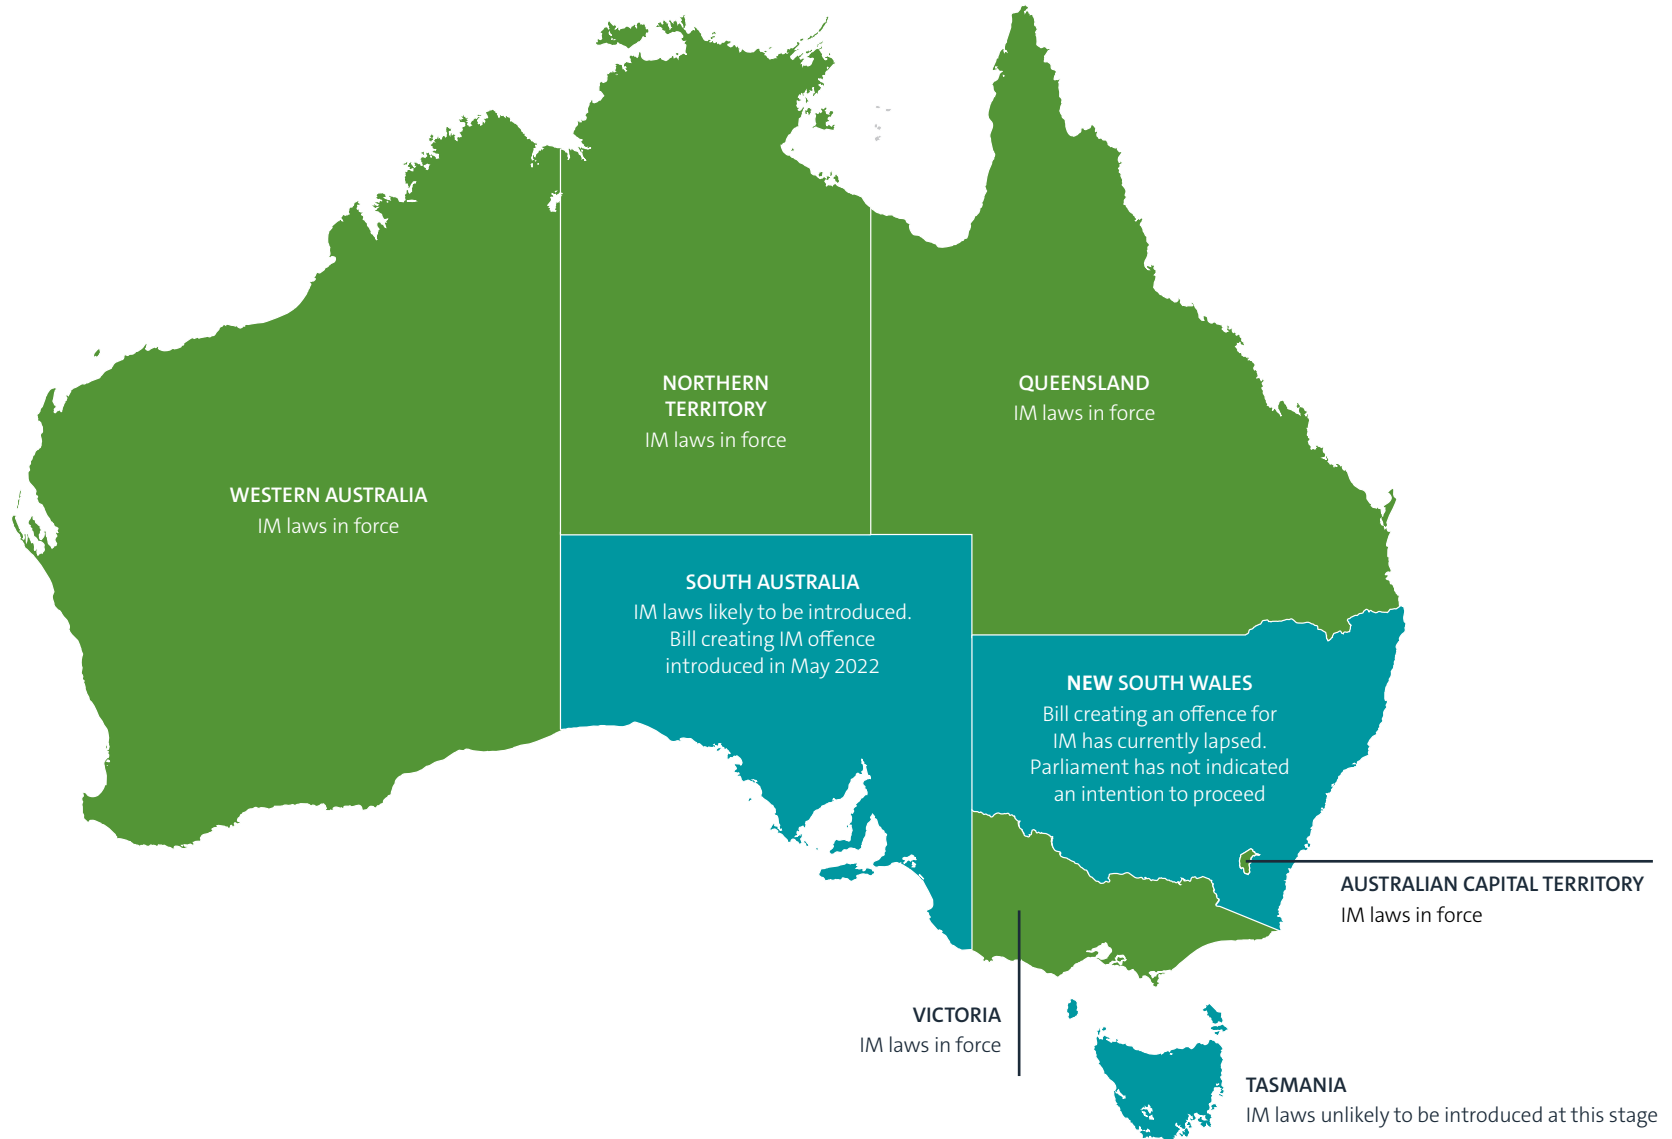 NORTHERN
TERRITORY
IM laws in force
QUEENSLAND
IM laws in force
WESTERN AUSTRALIA
IM laws in force
SOUTH AUSTRALIA
IM laws likely to be introduced.
Bill creating IM offence
introduced in May 2022
NEW SOUTH WALES
Bill creating an offence for
IM has currently lapsed.
Parliament has not indicated
an intention to proceed
AUSTRALIAN CAPITAL TERRITORY
IM laws in force
VICTORIA
IM laws in force
TASMANIA
IM laws unlikely to be introduced at this stage